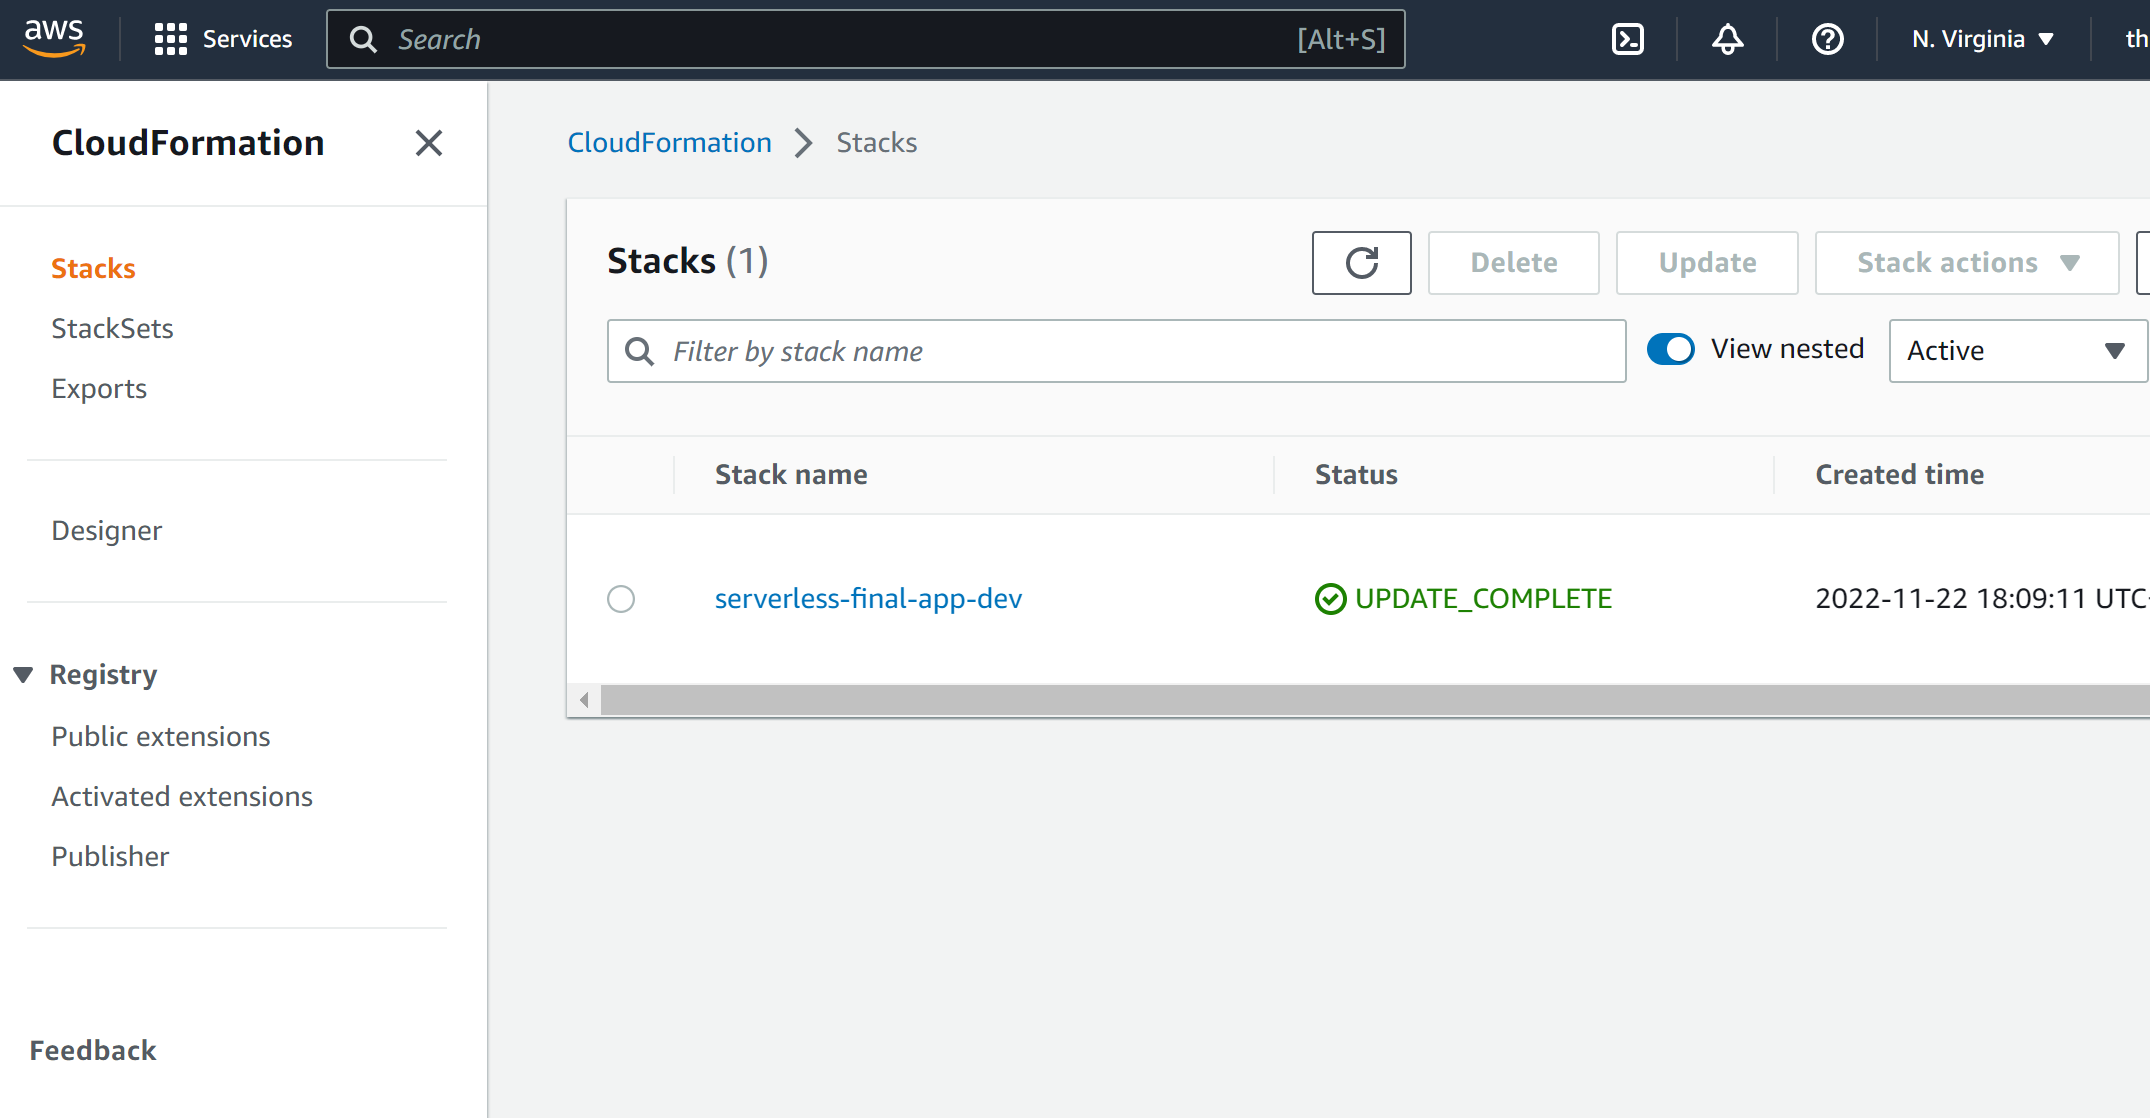 aws
Services
Search
[Alt+S]
N. Virginia
th
CloudFormation
Stacks
StackSets
Exports
Designer
Registry
Public extensions
Activated extensions
Publisher
Feedback
CloudFormation
Stacks
Stacks (1)
Delete
Update
Stack actions
Filter by stack name
View nested
Active
Stack name
Status
Created time
serverless-final-app-dev
UPDATE_COMPLETE
2022-11-22 18:09:11 UTC-